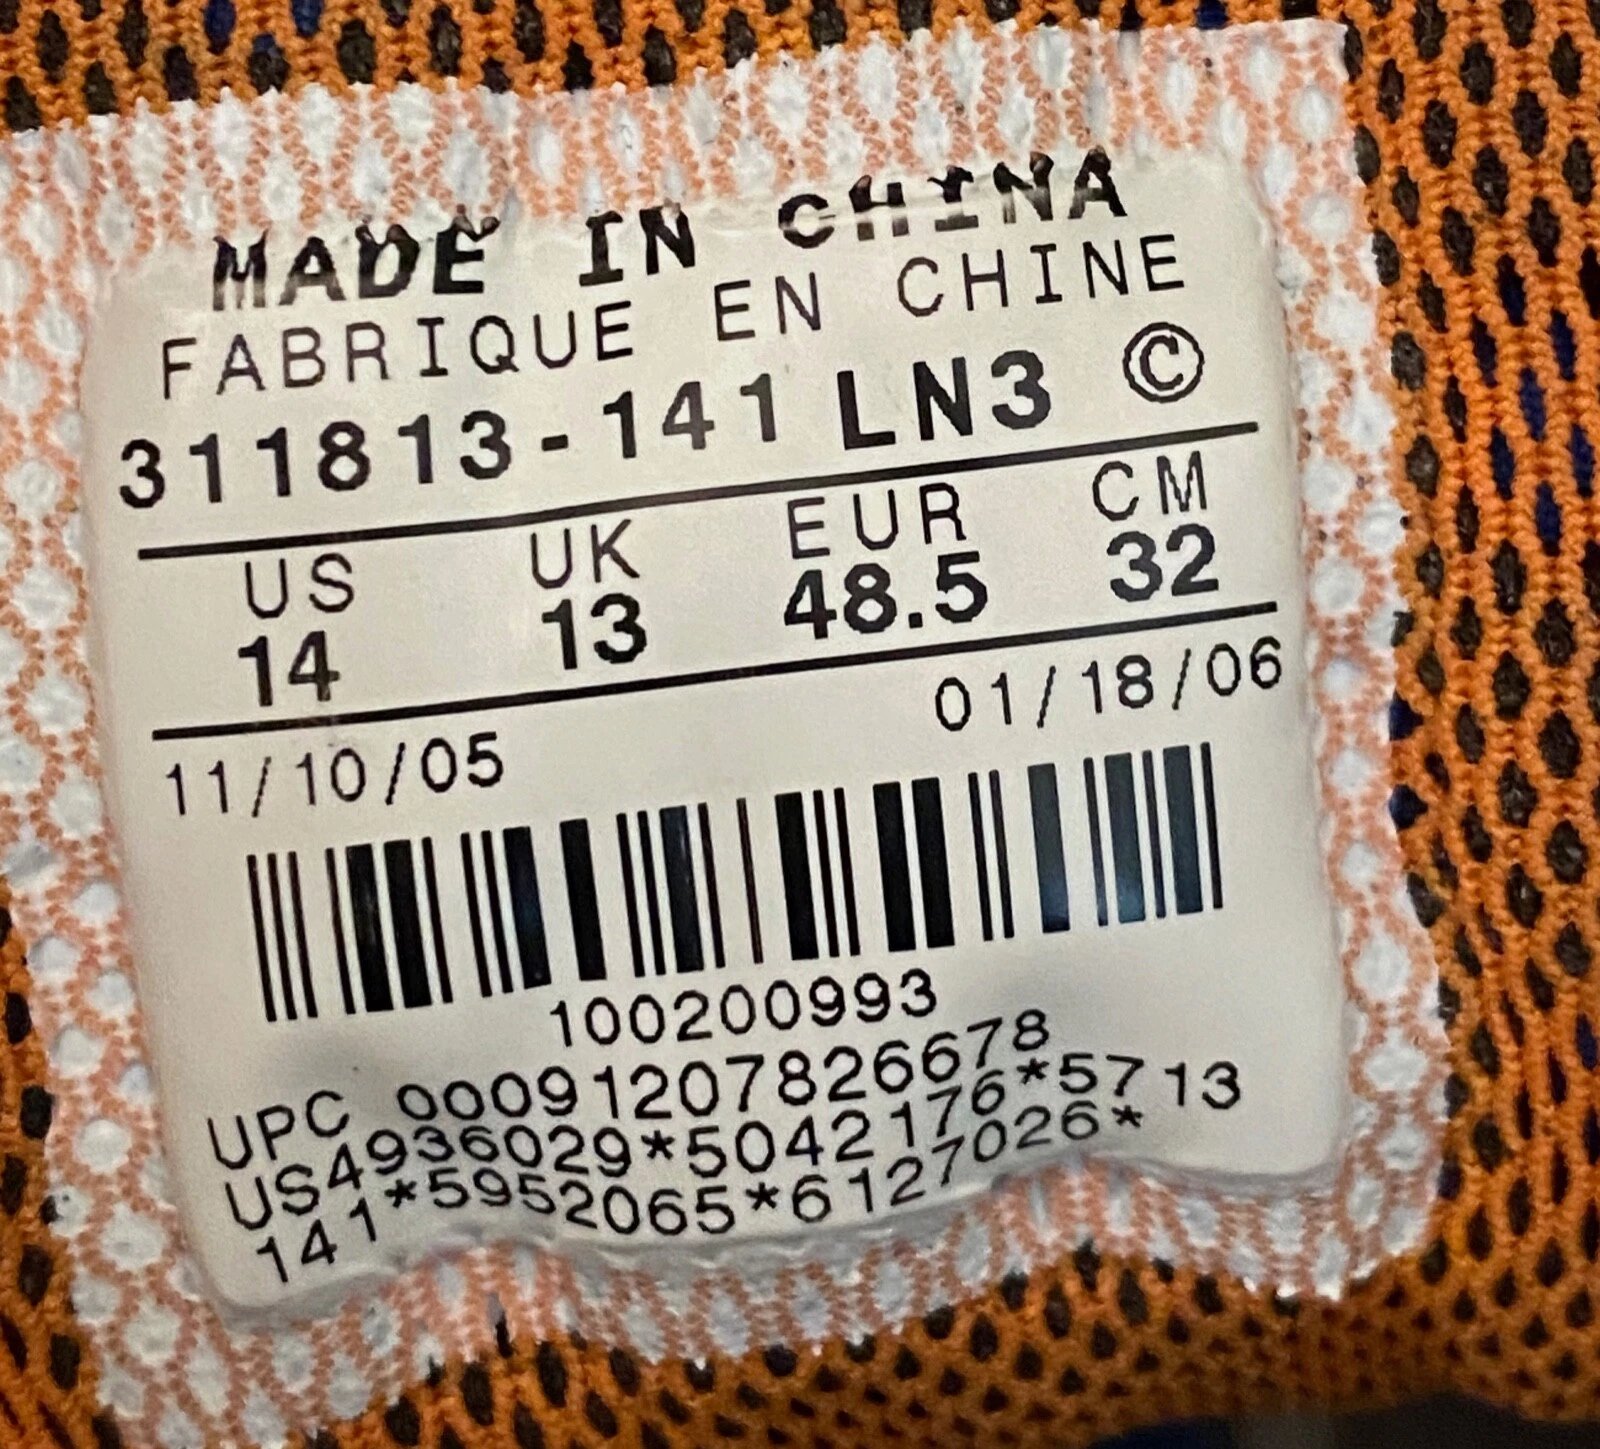 MADE IN CHINA
FABRIQUE EN CHINE
311813-141 LN3 ©
US UK EUR CM
14 13 48.5 32
11/10/05 01/18/06
100200993
UPC 00091207826678
US4936029*5042176*5713
141*5952065*6127026*